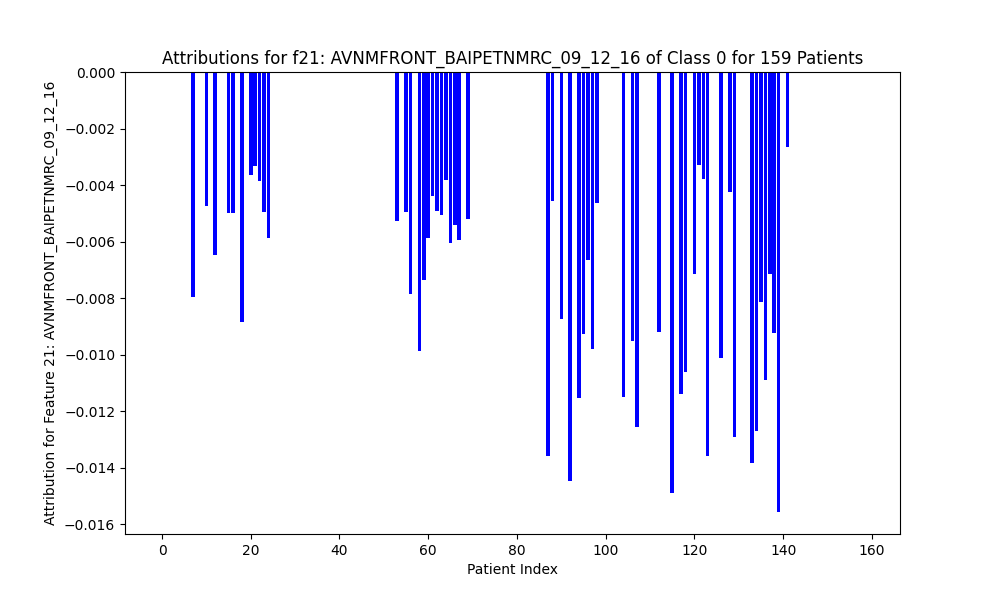 Attributions for f21: AVNMFRONT_BAIPETNMRC_09_12_16 of Class 0 for 159 Patients
Attribution for Feature 21: AVNMFRONT_BAIPETNMRC_09_12_16
0.000
−0.002
−0.004
−0.006
−0.008
−0.010
−0.012
−0.014
−0.016
0 20 40 60 80 100 120 140 160
Patient Index